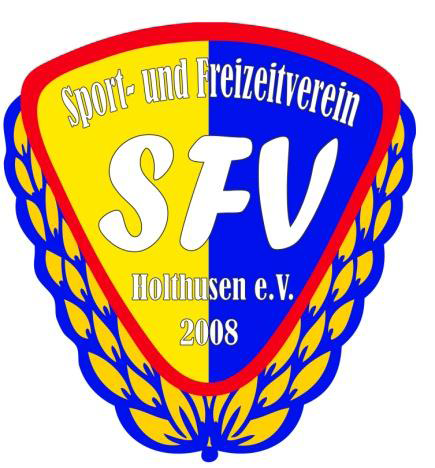 Sport- und Freizeitverein
SFV
Holthusen e.V.
2008